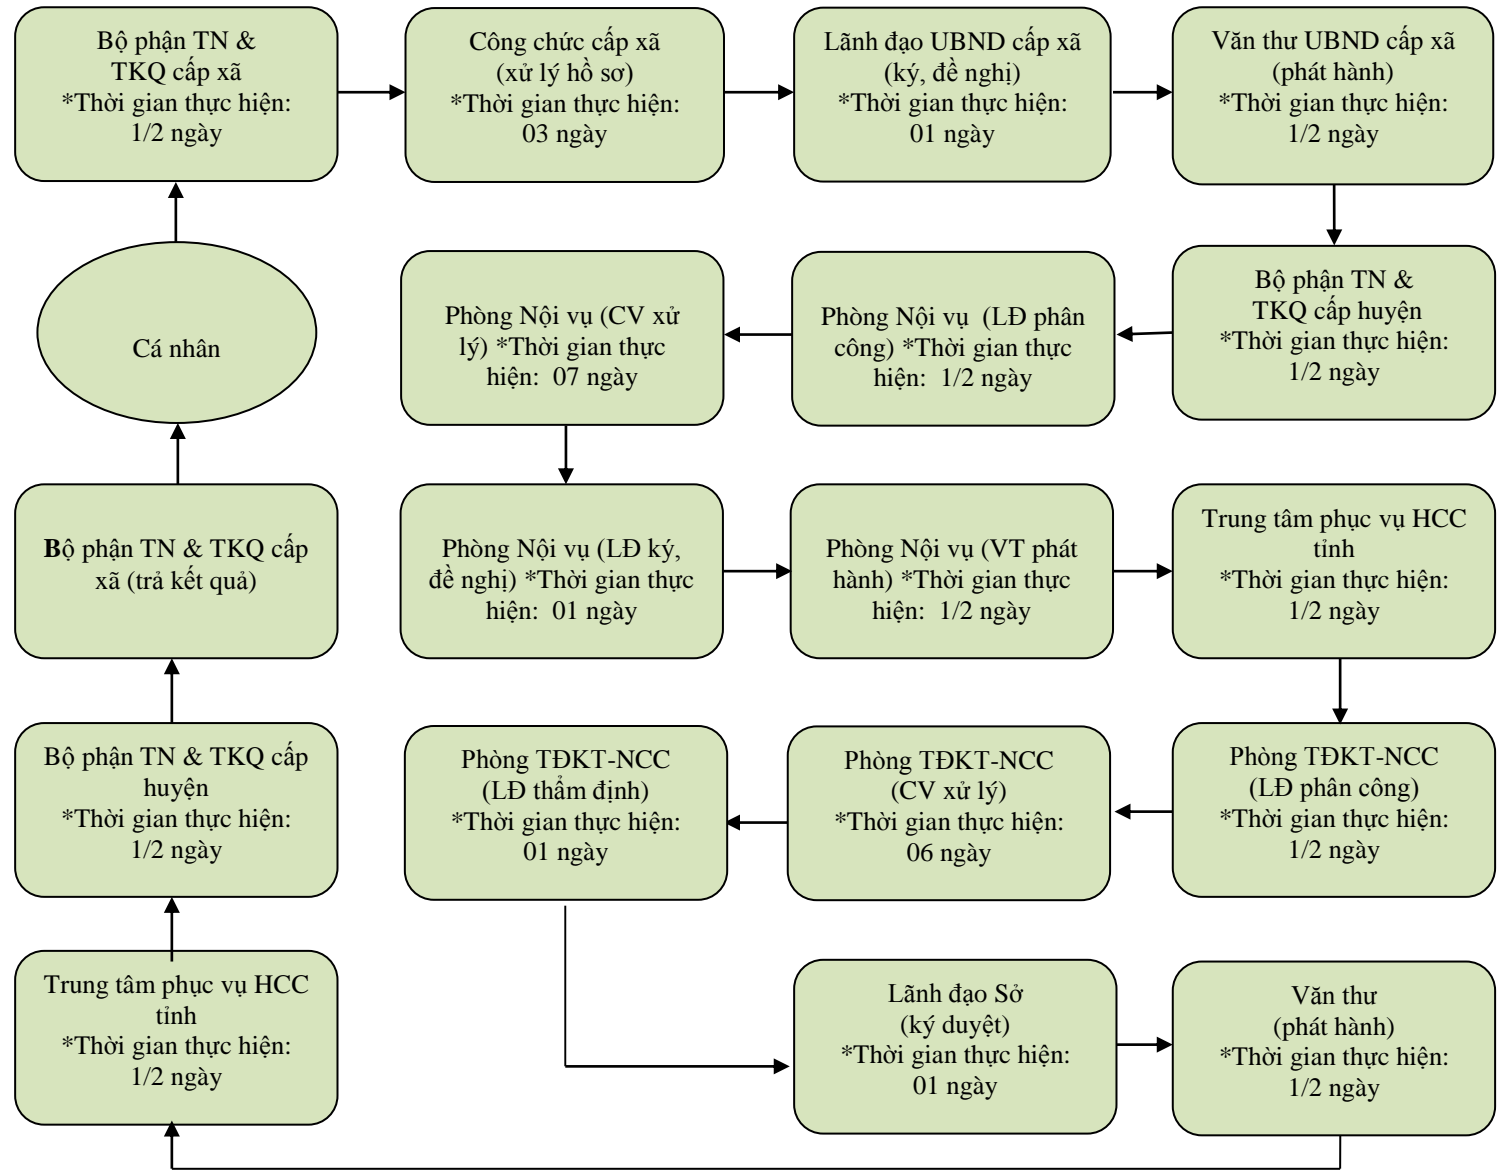 Bộ phận TN &
TKQ cấp xã
*Thời gian thực hiện:
1/2 ngày
Công chức cấp xã
(xử lý hồ sơ)
*Thời gian thực hiện:
03 ngày
Lãnh đạo UBND cấp xã
(ký, đề nghị)
*Thời gian thực hiện:
01 ngày
Văn thư UBND cấp xã
(phát hành)
*Thời gian thực hiện:
1/2 ngày
Cá nhân
Phòng Nội vụ (CV xử
lý) *Thời gian thực
hiện: 07 ngày
Phòng Nội vụ (LĐ phân
công) *Thời gian thực
hiện: 1/2 ngày
Bộ phận TN &
TKQ cấp huyện
*Thời gian thực hiện:
1/2 ngày
Bộ phận TN & TKQ cấp
xã (trả kết quả)
Phòng Nội vụ (LĐ ký,
đề nghị) *Thời gian thực
hiện: 01 ngày
Phòng Nội vụ (VT phát
hành) *Thời gian thực
hiện: 1/2 ngày
Trung tâm phục vụ HCC
tỉnh
*Thời gian thực hiện:
1/2 ngày
Bộ phận TN & TKQ cấp
huyện
*Thời gian thực hiện:
1/2 ngày
Phòng TĐKT-NCC
(LĐ thẩm định)
*Thời gian thực hiện:
01 ngày
Phòng TĐKT-NCC
(CV xử lý)
*Thời gian thực hiện:
06 ngày
Phòng TĐKT-NCC
(LĐ phân công)
*Thời gian thực hiện:
1/2 ngày
Trung tâm phục vụ HCC
tỉnh
*Thời gian thực hiện:
1/2 ngày
Lãnh đạo Sở
(ký duyệt)
*Thời gian thực hiện:
01 ngày
Văn thư
(phát hành)
*Thời gian thực hiện:
1/2 ngày